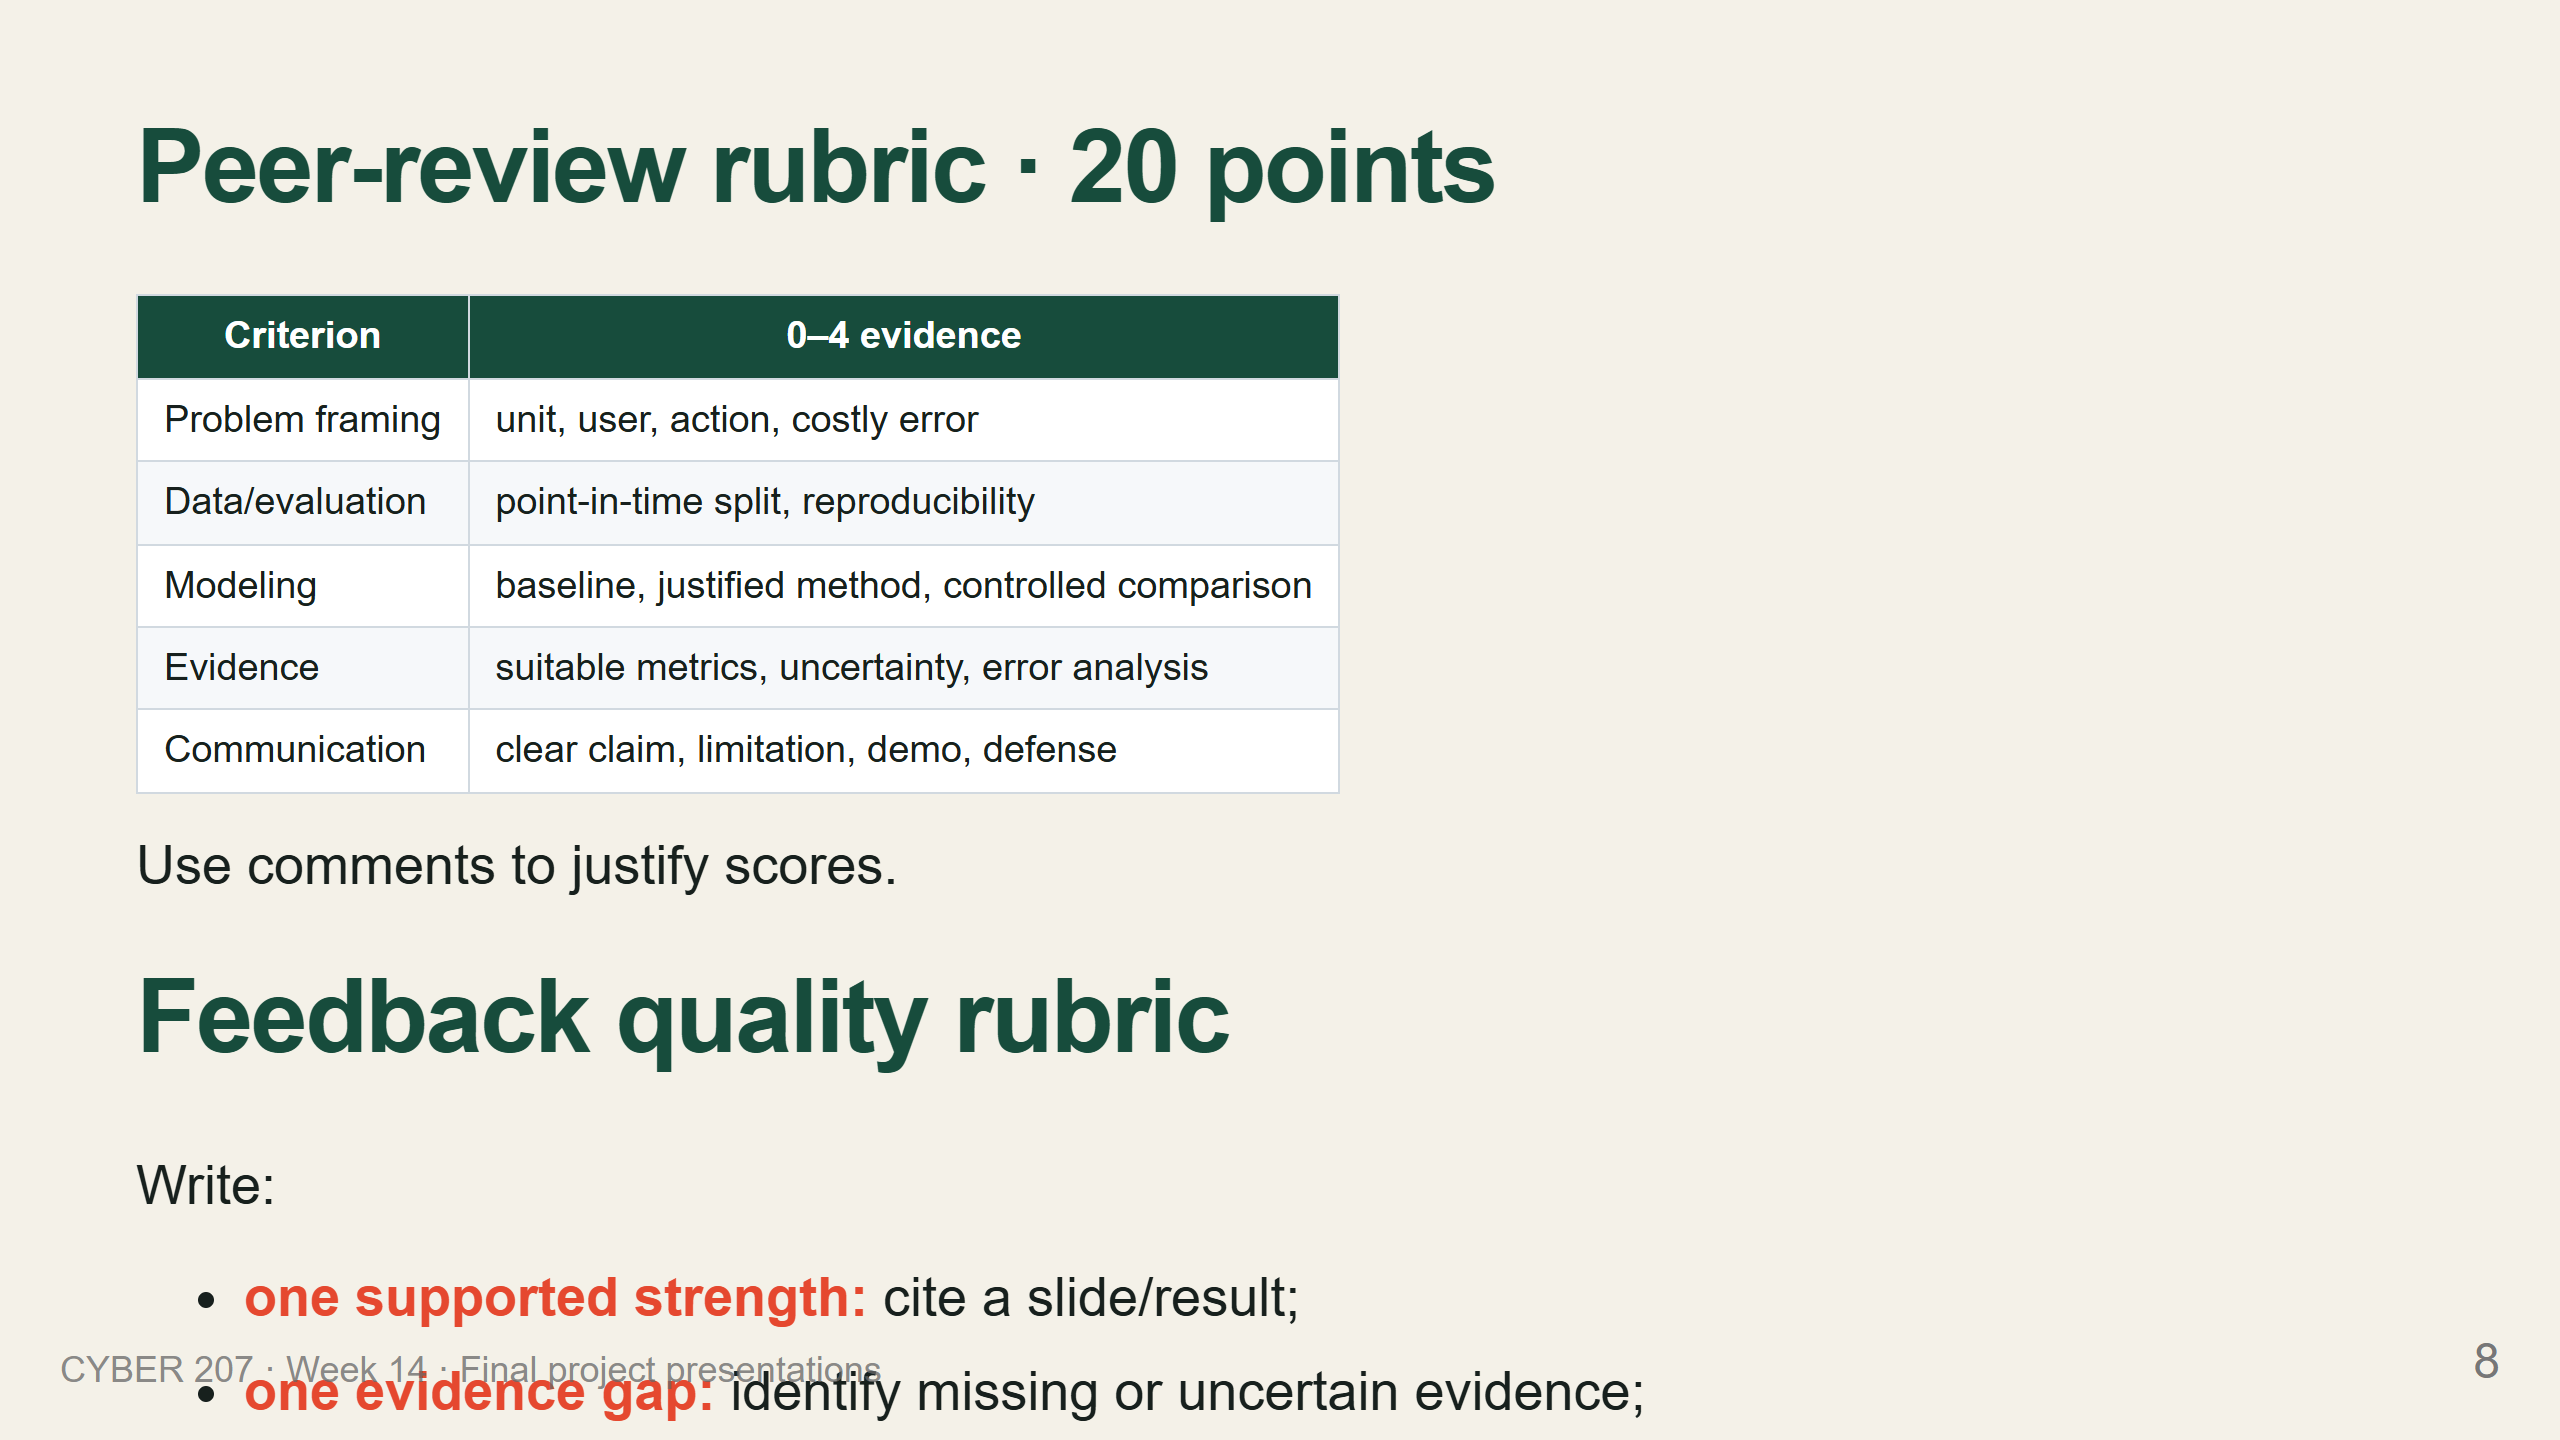 Peer-review rubric · 20 points
Criterion 0–4 evidence
Problem framing unit, user, action, costly error
Data/evaluation point-in-time split, reproducibility
Modeling baseline, justified method, controlled comparison
Evidence suitable metrics, uncertainty, error analysis
Communication clear claim, limitation, demo, defense
Use comments to justify scores.
Feedback quality rubric
Write:
• one supported strength: cite a slide/result;
CYBER 207 · Week 14 · Final project presentations
8
• one evidence gap: identify missing or uncertain evidence;